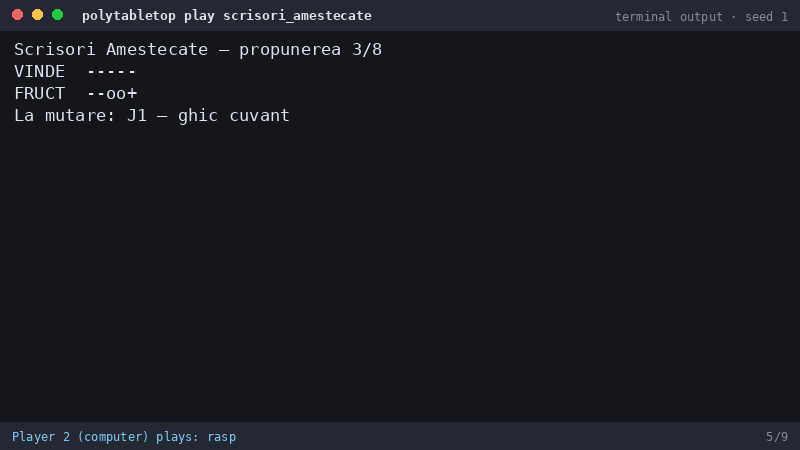 polytabletop play scrisori_amestecate
terminal output · seed 1
Scrisori Amestecate — propunerea 3/8
VINDE  -----
FRUCT  --oo+
La mutare: J1 — ghic cuvant
Player 2 (computer) plays: rasp
5/9